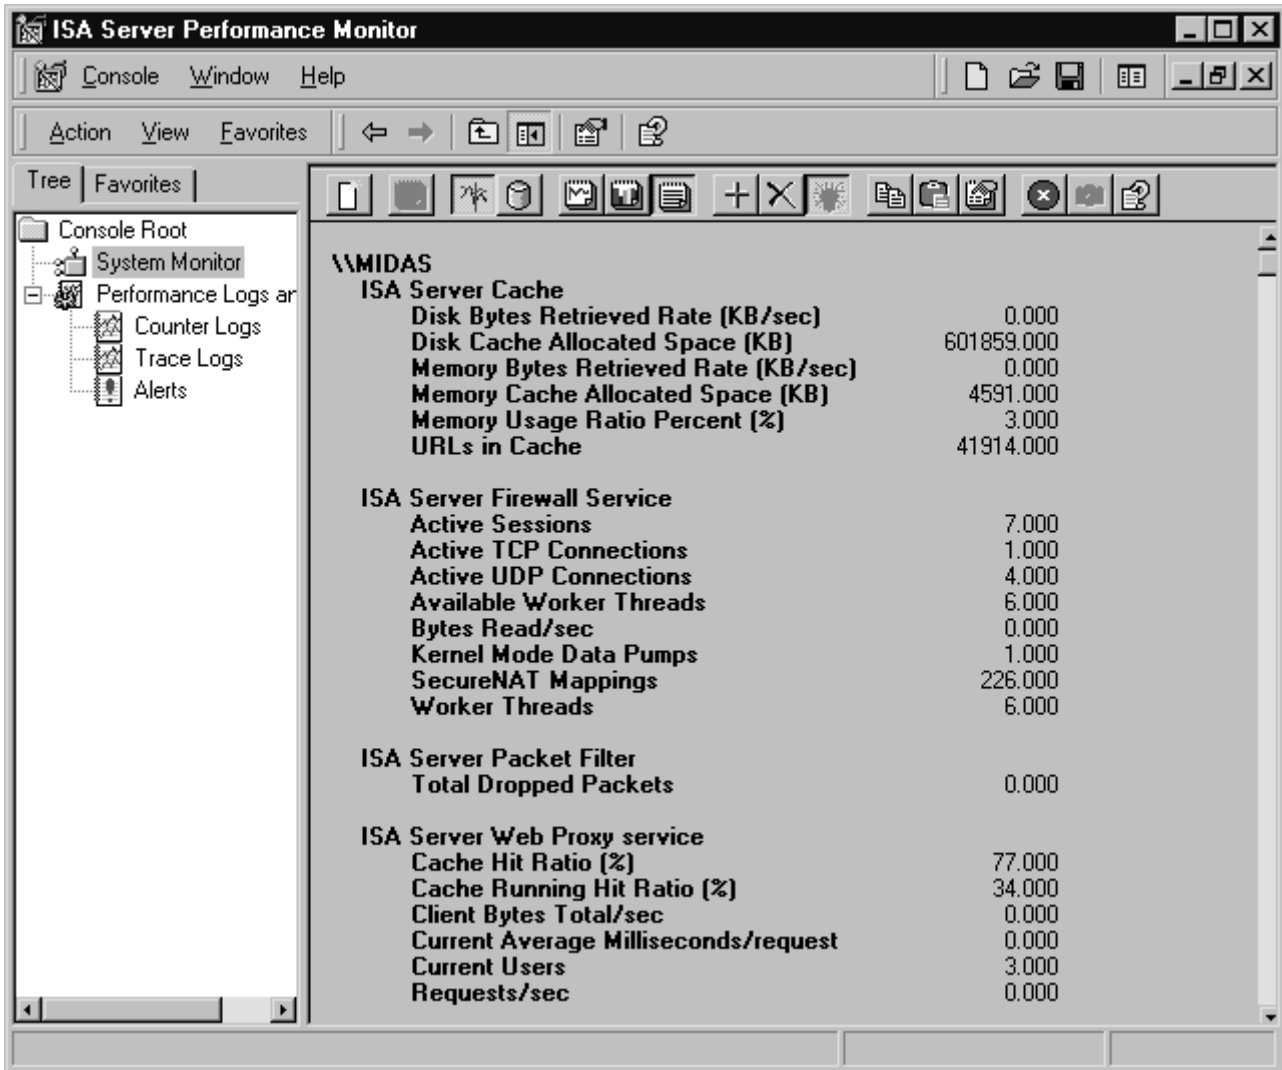 ISA Server Performance Monitor
Console Window Help
Action View Favorites
Tree Favorites
Console Root
System Monitor
Performance Logs ar
Counter Logs
Trace Logs
Alerts
\\MIDAS
ISA Server Cache
Disk Bytes Retrieved Rate (KB/sec) 0.000
Disk Cache Allocated Space (KB) 601859.000
Memory Bytes Retrieved Rate (KB/sec) 0.000
Memory Cache Allocated Space (KB) 4591.000
Memory Usage Ratio Percent (%) 3.000
URLs in Cache 41914.000
ISA Server Firewall Service
Active Sessions 7.000
Active TCP Connections 1.000
Active UDP Connections 4.000
Available Worker Threads 6.000
Bytes Read/sec 0.000
Kernel Mode Data Pumps 1.000
SecureNAT Mappings 226.000
Worker Threads 6.000
ISA Server Packet Filter
Total Dropped Packets 0.000
ISA Server Web Proxy service
Cache Hit Ratio (%) 77.000
Cache Running Hit Ratio (%) 34.000
Client Bytes Total/sec 0.000
Current Average Milliseconds/request 0.000
Current Users 3.000
Requests/sec 0.000